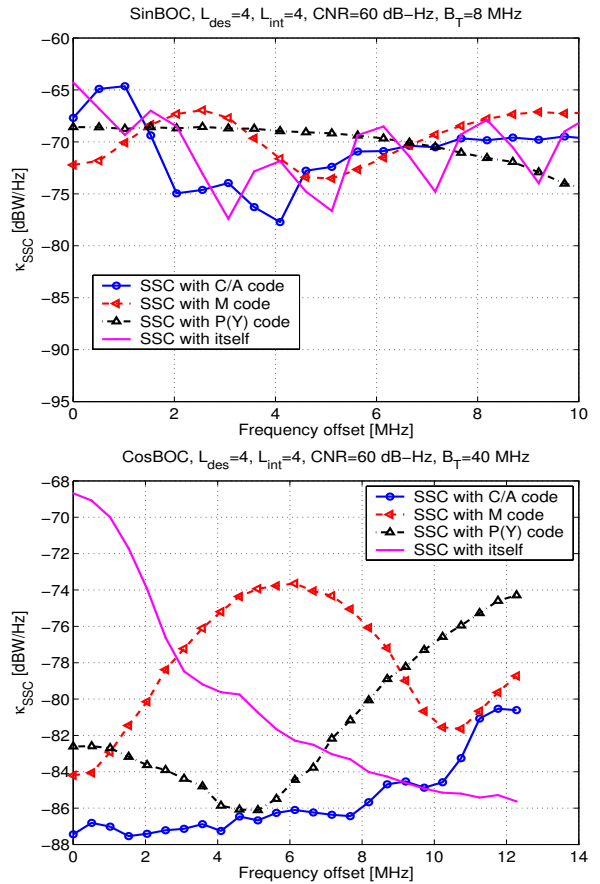 SinBOC, L_des=4, L_int=4, CNR=60 dB-Hz, B_T=8 MHz
-60
-65
-70
-75
-80
-85
-90
-95
κ_SSC [dBW/Hz]
SSC with C/A code
SSC with M code
SSC with P(Y) code
SSC with itself
0
2
4
6
8
10
Frequency offset [MHz]
CosBOC, L_des=4, L_int=4, CNR=60 dB-Hz, B_T=40 MHz
-68
-70
-72
-74
-76
-78
-80
-82
-84
-86
-88
κ_SSC [dBW/Hz]
SSC with C/A code
SSC with M code
SSC with P(Y) code
SSC with itself
0
2
4
6
8
10
12
14
Frequency offset [MHz]